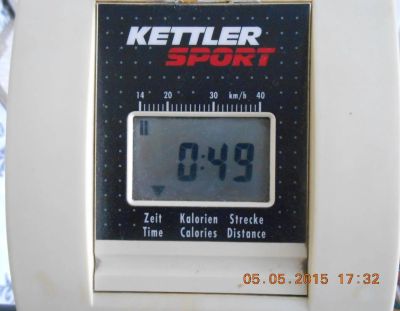 KETTLER
SPORT
14 20 30 km/h 40
0:49
Zeit Kalorien Strecke
Time Calories Distance
05.05.2015 17:32